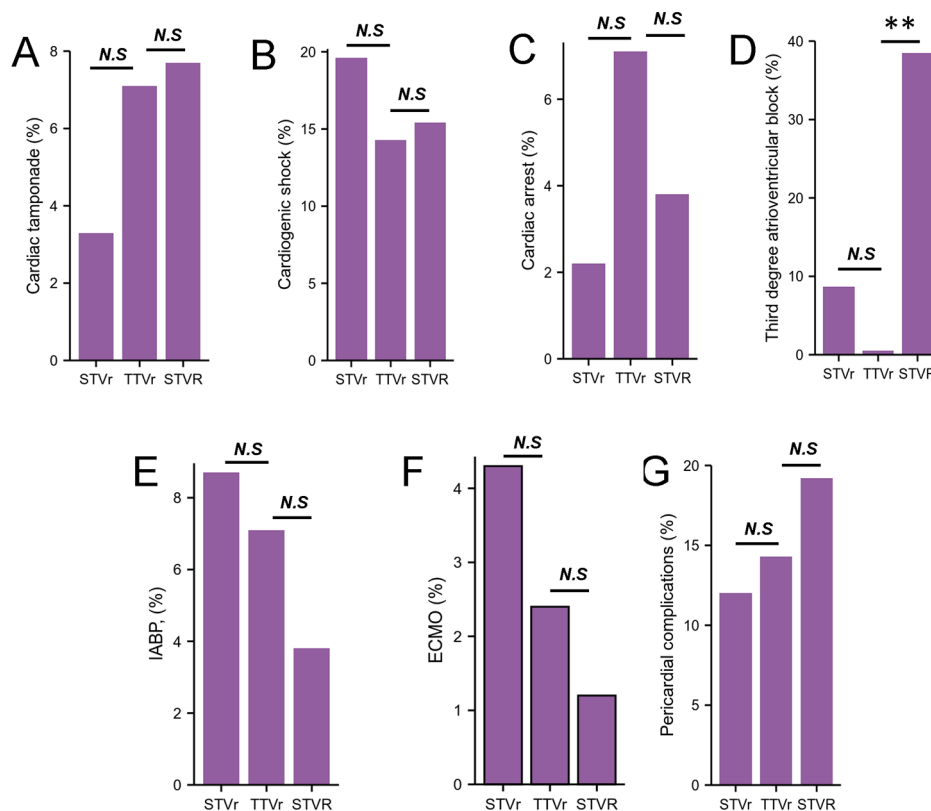 A
Cardiac tamponade (%)
8
6
4
2
0
N.S
N.S
STVr TTVr STVR
B
Cardiogenic shock (%)
20
15
10
5
0
N.S
N.S
STVr TTVr STVR
C
Cardiac arrest (%)
6
4
2
0
N.S
N.S
STVr TTVr STVR
D
Third degree atrioventricular block (%)
40
30
20
10
0
N.S
**
STVr TTVr STVR
E
IABP, (%)
8
6
4
2
0
N.S
N.S
STVr TTVr STVR
F
ECMO (%)
4
3
2
1
0
N.S
N.S
STVr TTVr STVR
G
Pericardial complications (%)
20
15
10
5
0
N.S
N.S
STVr TTVr STVR